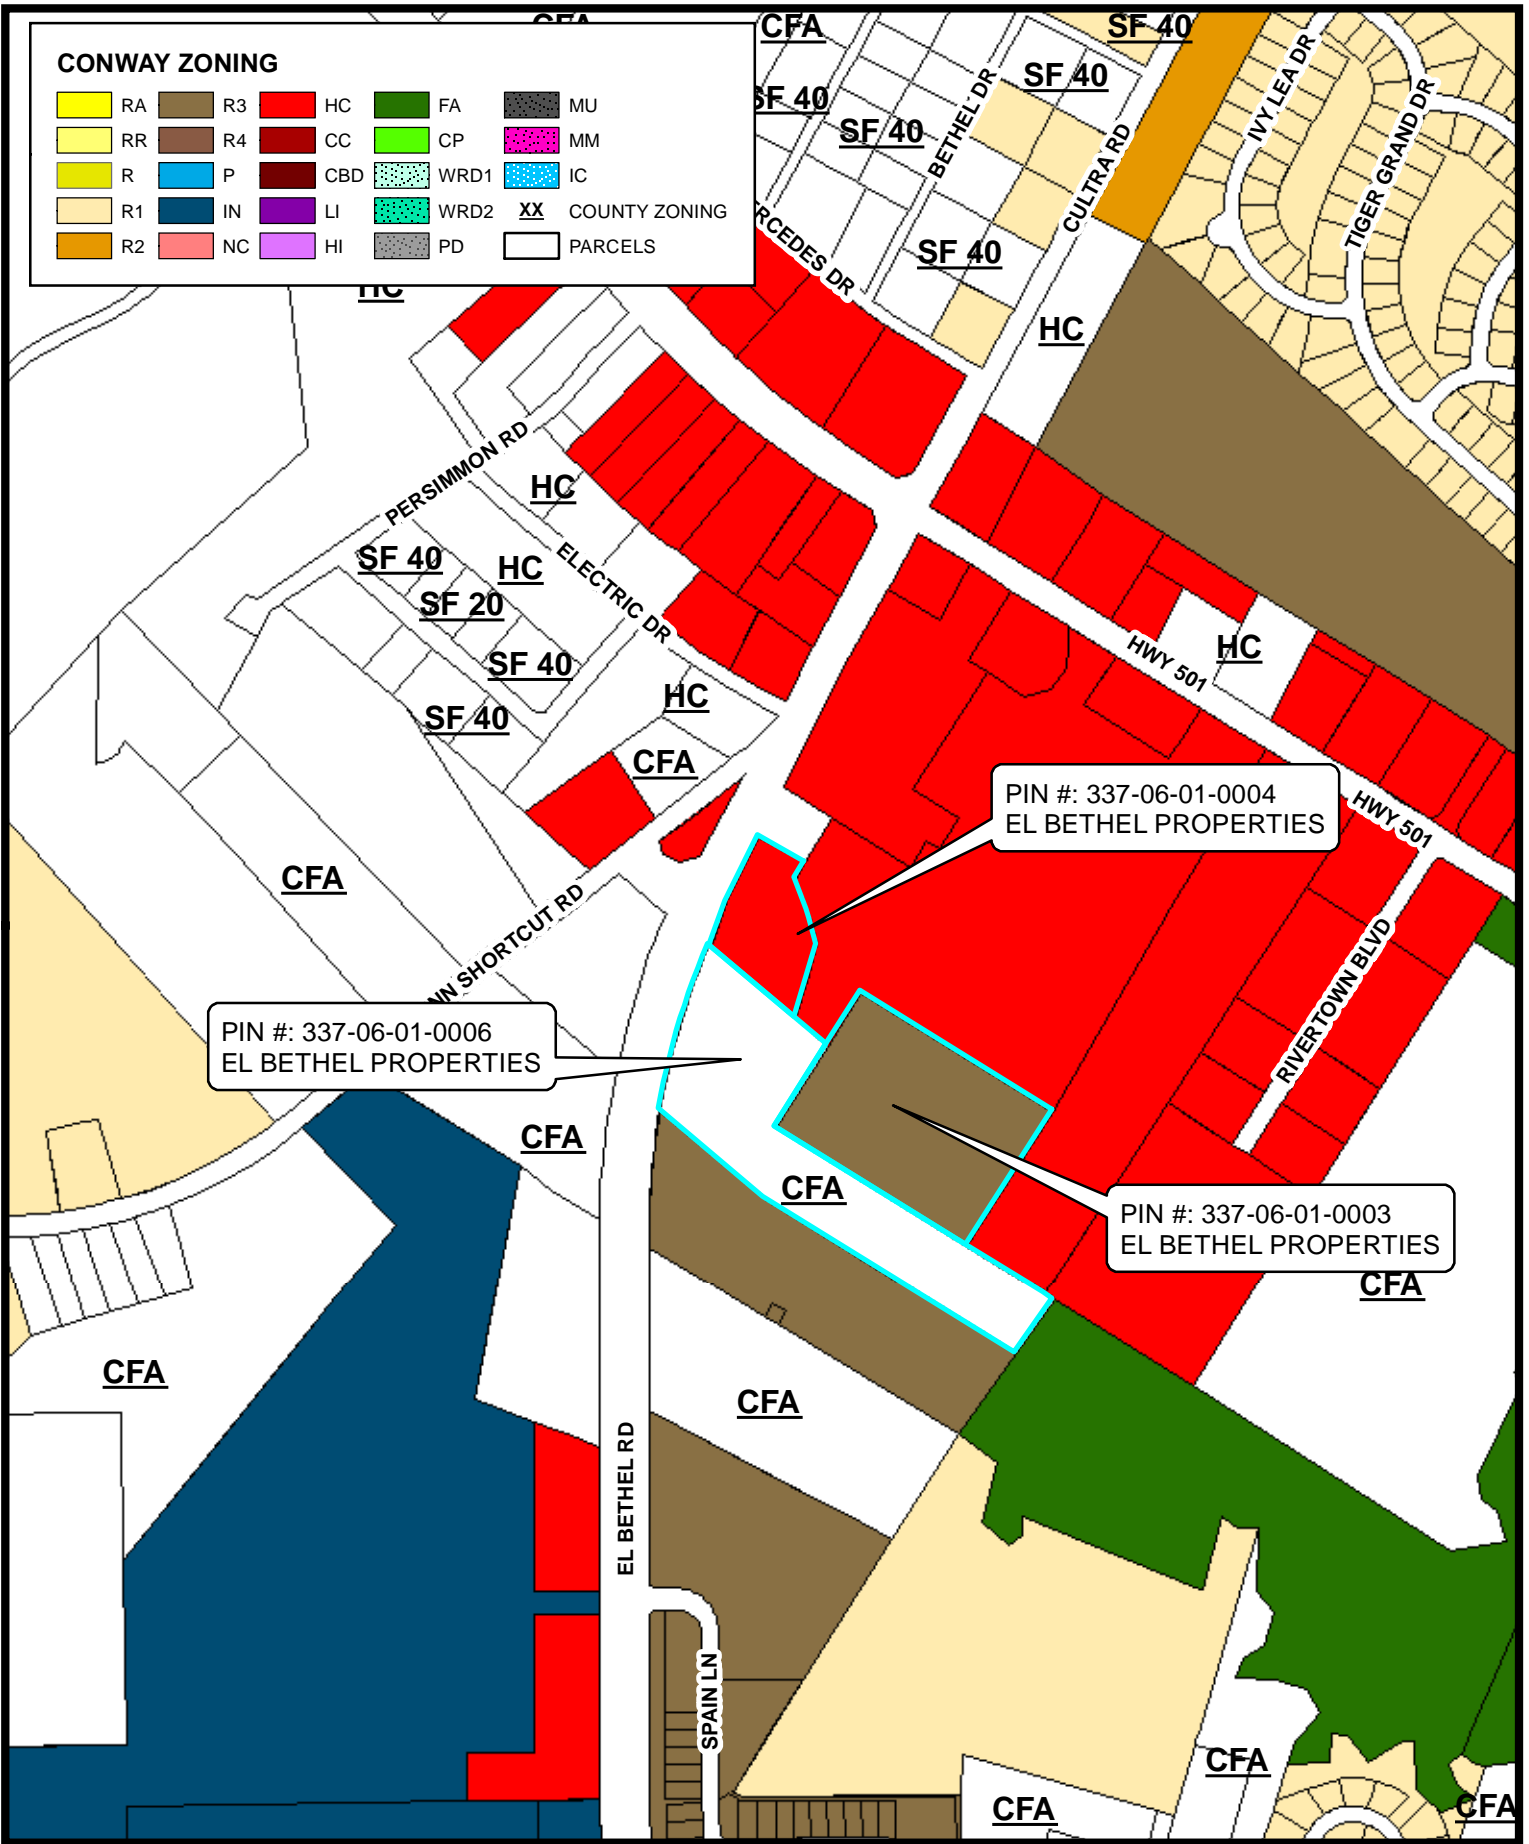 CFA
CFA
SF 40
CONWAY ZONING
RA
R3
HC
FA
MU
RR
R4
CC
CP
MM
R
P
CBD
WRD1
IC
R1
IN
LI
WRD2
XX
COUNTY ZONING
R2
NC
HI
PD
PARCELS
SF 40
SF 40
SF 40
BETHEL DR
CULTRA RD
IVY LEA DR
TIGER GRAND DR
SF 40
HC
HC
PERSIMMON RD
HC
SF 40
HC
ELECTRIC DR
SF 20
SF 40
HC
SF 40
CFA
HWY 501
HC
PIN #: 337-06-01-0004
EL BETHEL PROPERTIES
HWY 501
CFA
RIVERTOWN BLVD
PIN #: 337-06-01-0006
EL BETHEL PROPERTIES
CFA
CFA
PIN #: 337-06-01-0003
EL BETHEL PROPERTIES
CFA
CFA
CFA
EL BETHEL RD
SPAIN LN
CFA
CFA
CFA
SHORTCUT RD
DR